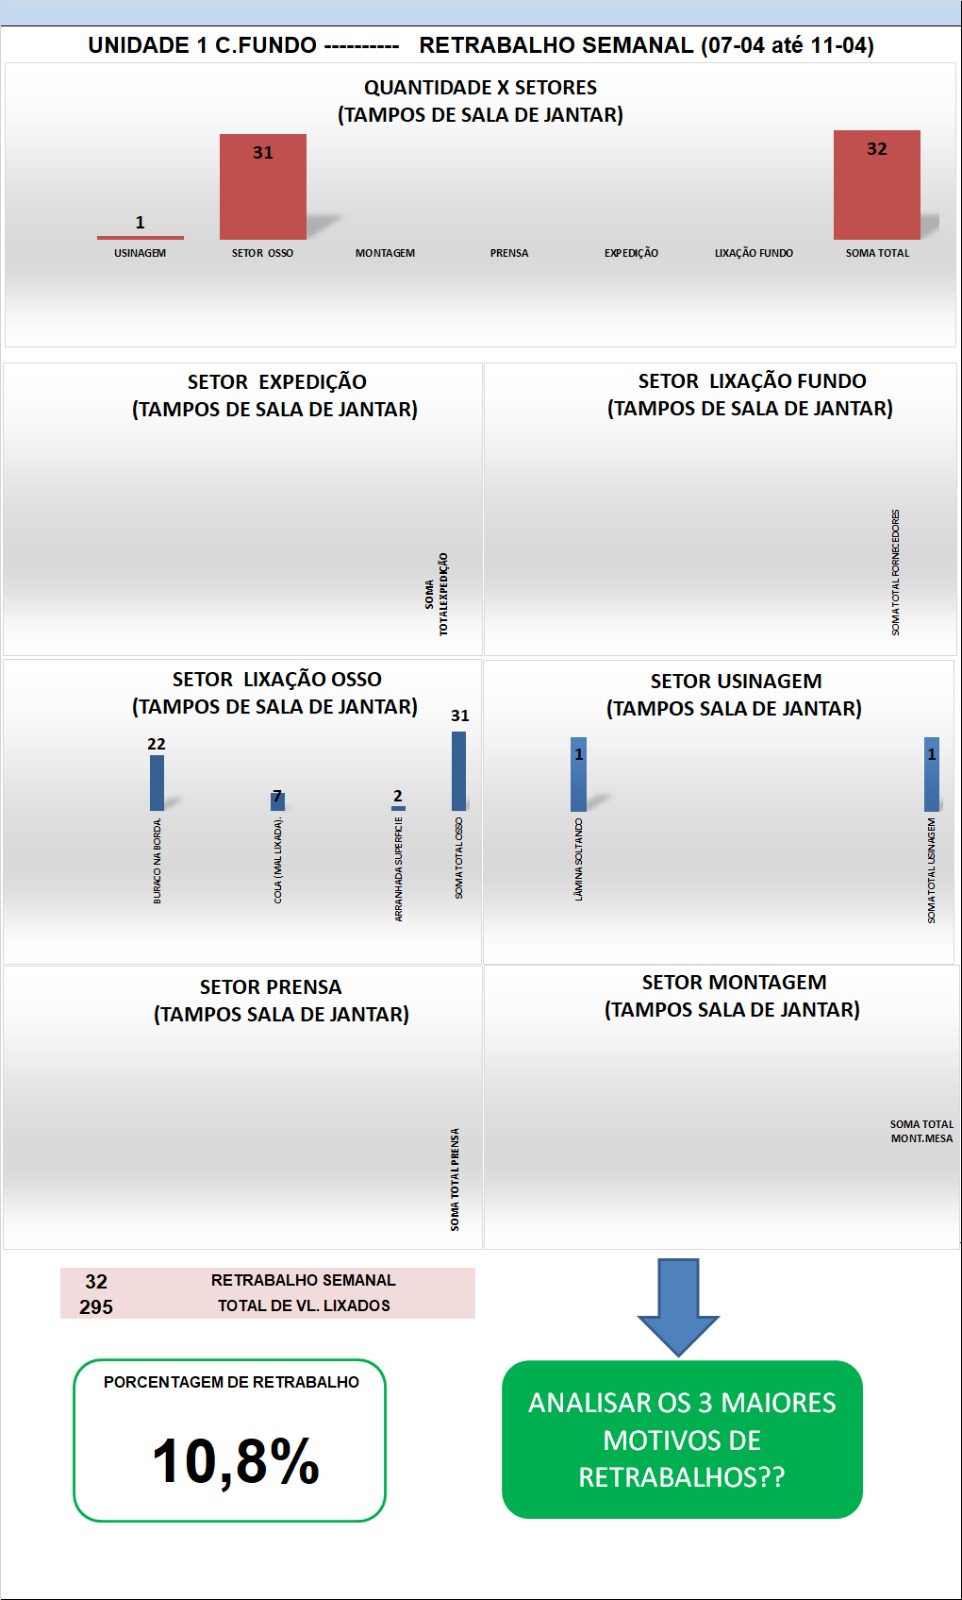 UNIDADE 1 C.FUNDO ---------- RETRABALHO SEMANAL (07-04 até 11-04)
QUANTIDADE X SETORES
(TAMPOS DE SALA DE JANTAR)
1
31
32
USINAGEM
SETOR OSSO
MONTAGEM
PRENSA
EXPEDIÇÃO
LIXAÇÃO FUNDO
SOMA TOTAL
SETOR EXPEDIÇÃO
(TAMPOS DE SALA DE JANTAR)
SOMA
TOTALEXPEDIÇÃO
SETOR LIXAÇÃO FUNDO
(TAMPOS DE SALA DE JANTAR)
SOMA TOTAL FORNECEDORES
SETOR LIXAÇÃO OSSO
(TAMPOS DE SALA DE JANTAR)
22
7
2
31
BURACO NA BORDA.
COLA (MAL LIXADA).
ARRANHADA SUPERFICIE
SOMA TOTAL OSSO
SETOR USINAGEM
(TAMPOS SALA DE JANTAR)
1
1
LÂMINA SOLTANDO
SOMA TOTAL USINAGEM
SETOR PRENSA
(TAMPOS SALA DE JANTAR)
SOMA TOTAL PRENSA
SETOR MONTAGEM
(TAMPOS SALA DE JANTAR)
SOMA TOTAL
MONT.MESA
32 RETRABALHO SEMANAL
295 TOTAL DE VL. LIXADOS
PORCENTAGEM DE RETRABALHO
10,8%
ANALISAR OS 3 MAIORES
MOTIVOS DE
RETRABALHOS??